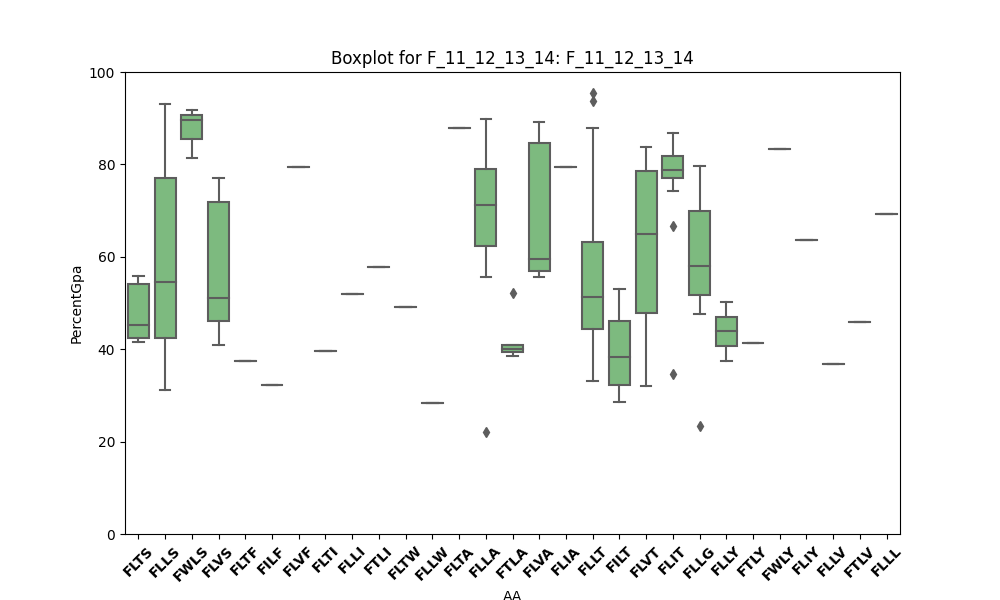 Boxplot for F_11_12_13_14: F_11_12_13_14
100
80
60
40
20
0
PercentGpa
FLTS FLLS FWLS FLVS FLTF FILF FLVF FLTI FLLI FTLI FLTW FLLW FLTA FLLA FTLA FLVA FLIA FLLT FILT FLVT FLIT FLLG FLLY FTLY FWLY FLIY FLLV FTLV FLLL
AA